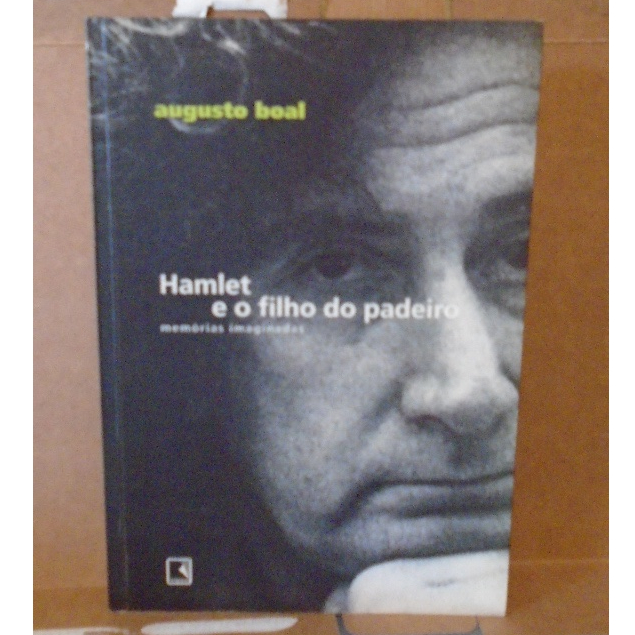 augusto boal
Hamlet
e o filho do padeiro
memórias imaginadas